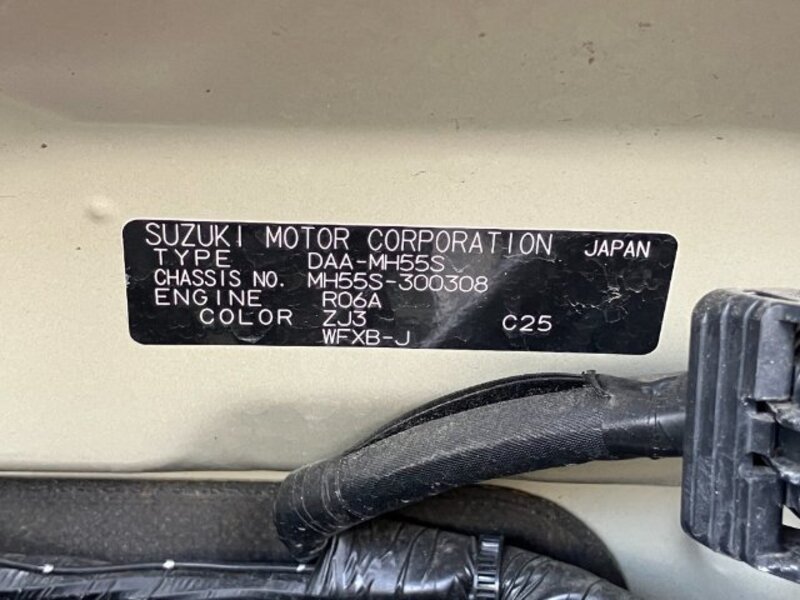 SUZUKI MOTOR CORPORATION JAPAN
TYPE DAA-MH55S
CHASSIS NO. MH55S-300308
ENGINE R06A
COLOR ZJ3 C25
WFXB-J